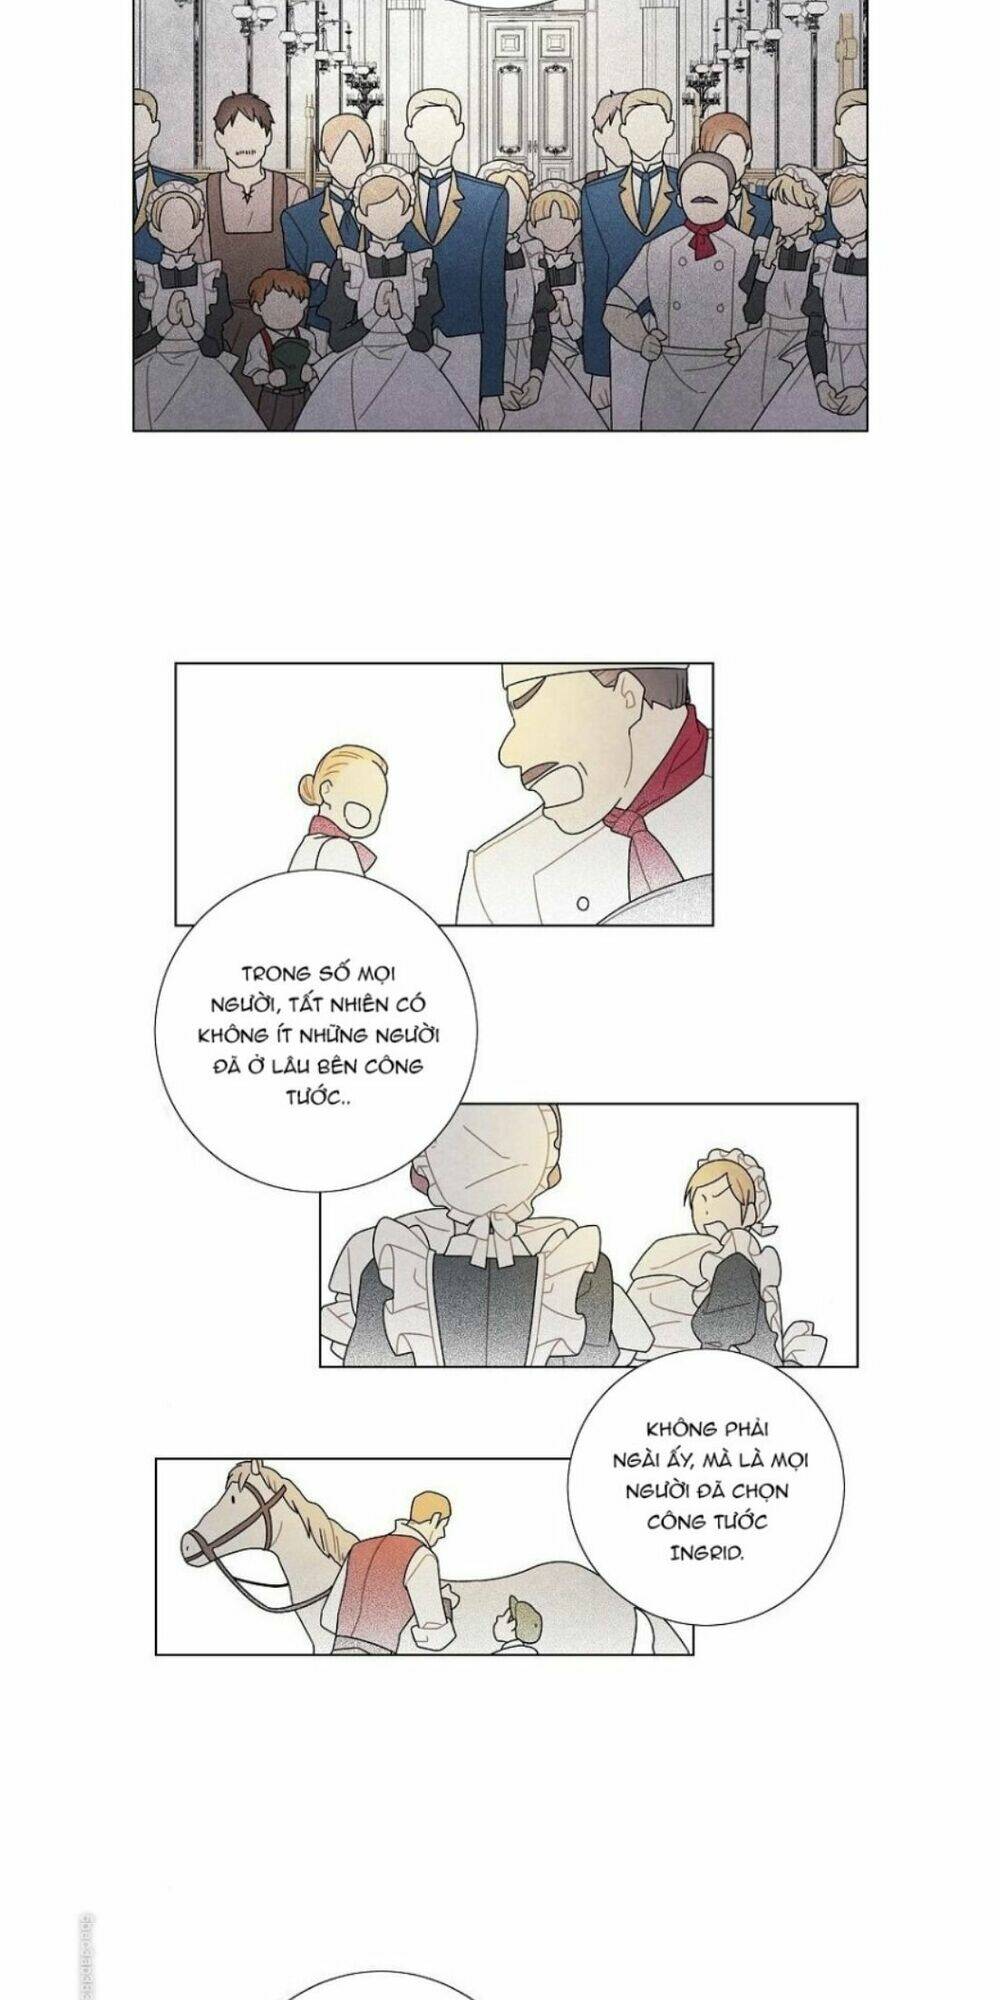 TRONG SỐ MỌI
NGƯỜI, TẤT NHIÊN CÓ
KHÔNG ÍT NHỮNG NGƯỜI
ĐÃ Ở LÂU BÊN CÔNG
TƯỚC..
KHÔNG PHẢI
NGÀI ẤY, MÀ LÀ MỌI
NGƯỜI ĐÃ CHỌN
CÔNG TƯỚC
INGRID.